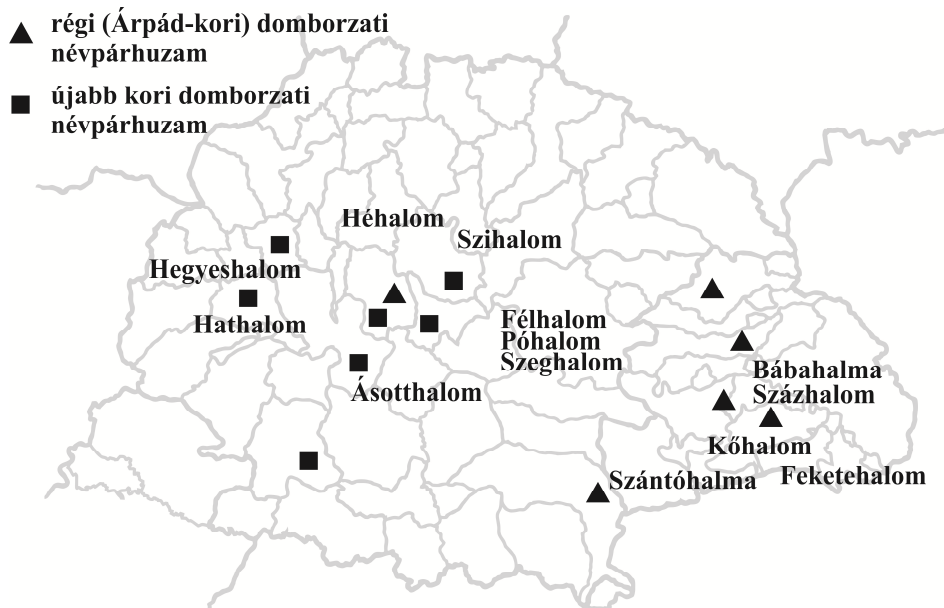 régi (Árpád-kori) domborzati
névpárhuzam
újabb kori domborzati
névpárhuzam
Héhalom
Szihalom
Hegyeshalom
Hathalom
Félhalom
Póhalom
Szeghalom
Ásotthalom
Bábahalma
Százhalom
Kőhalom
Szántóhalma
Feketehalom